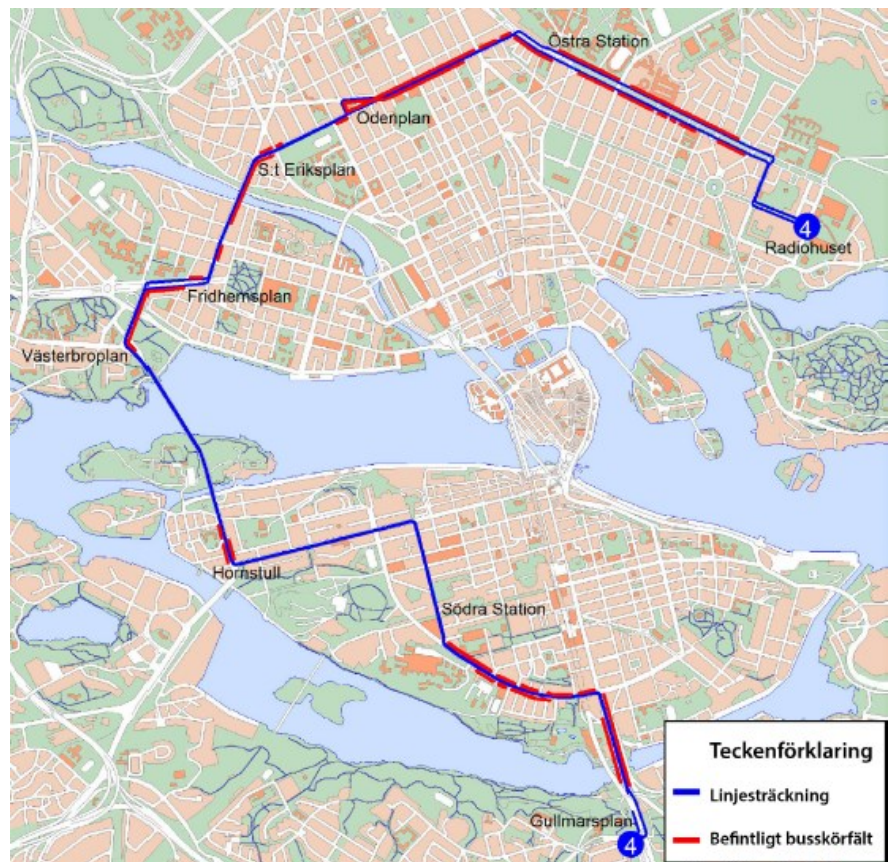 Östra Station
Odenplan
S:t Eriksplan
4
Radiohuset
Fridhemsplan
Västerbroplan
Hornstull
Södra Station
Gullmarsplan
4
Teckenförklaring
Linjesträckning
Befintligt busskörfält